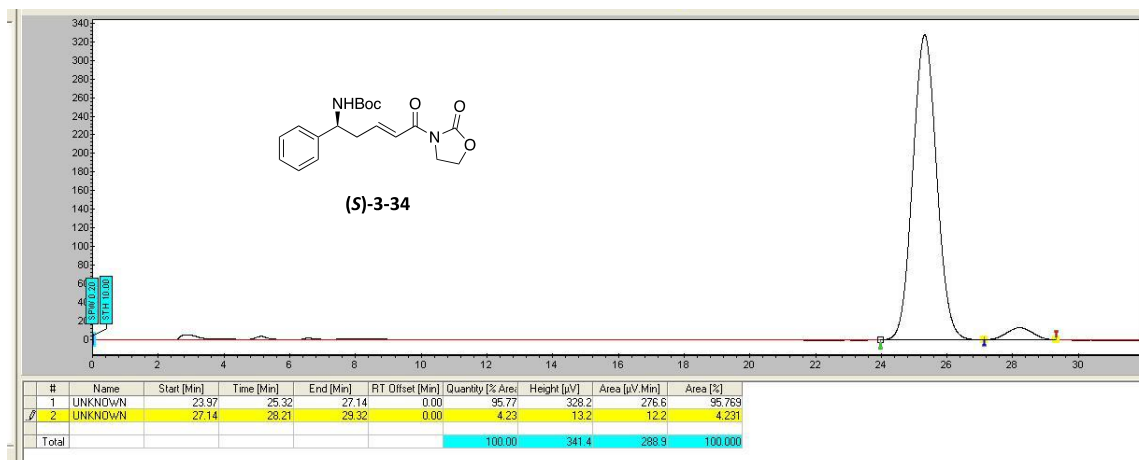 340
320
300
280
260
240
220
200
180
160
140
120
100
80
60
40
20
0
SPW 0.20
STH 10.00
NHBoc
O
O
N
O
(S)-3-34
0 2 4 6 8 10 12 14 16 18 20 22 24 26 28 30
# Name Start [Min] Time [Min] End [Min] RT Offset [Min] Quantity [% Area] Height [µV] Area [µV.Min] Area [%]
1 UNKNOWN 23.97 25.32 27.14 0.00 95.77 328.2 276.6 95.769
2 UNKNOWN 27.14 28.21 29.32 0.00 4.23 13.2 12.2 4.231
Total 100.00 341.4 288.9 100.000